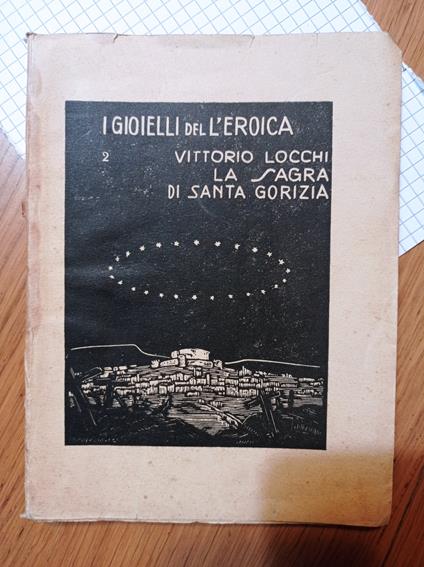 I GIOIELLI DEL L'EROICA
2 VITTORIO LOCCHI
LA SAGRA
DI SANTA GORIZIA